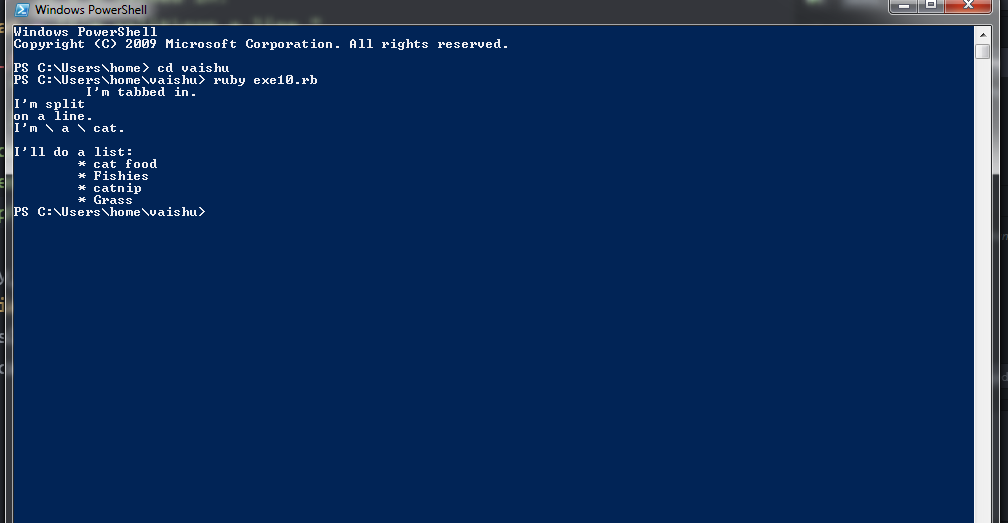 Windows PowerShell
Windows PowerShell
Copyright (C) 2009 Microsoft Corporation. All rights reserved.
PS C:\Users\home> cd vaishu
PS C:\Users\home\vaishu> ruby exe10.rb
I'm tabbed in.
I'm split
on a line.
I'm \ a \ cat.
I'll do a list:
* cat food
* Fishies
* catnip
* Grass
PS C:\Users\home\vaishu>